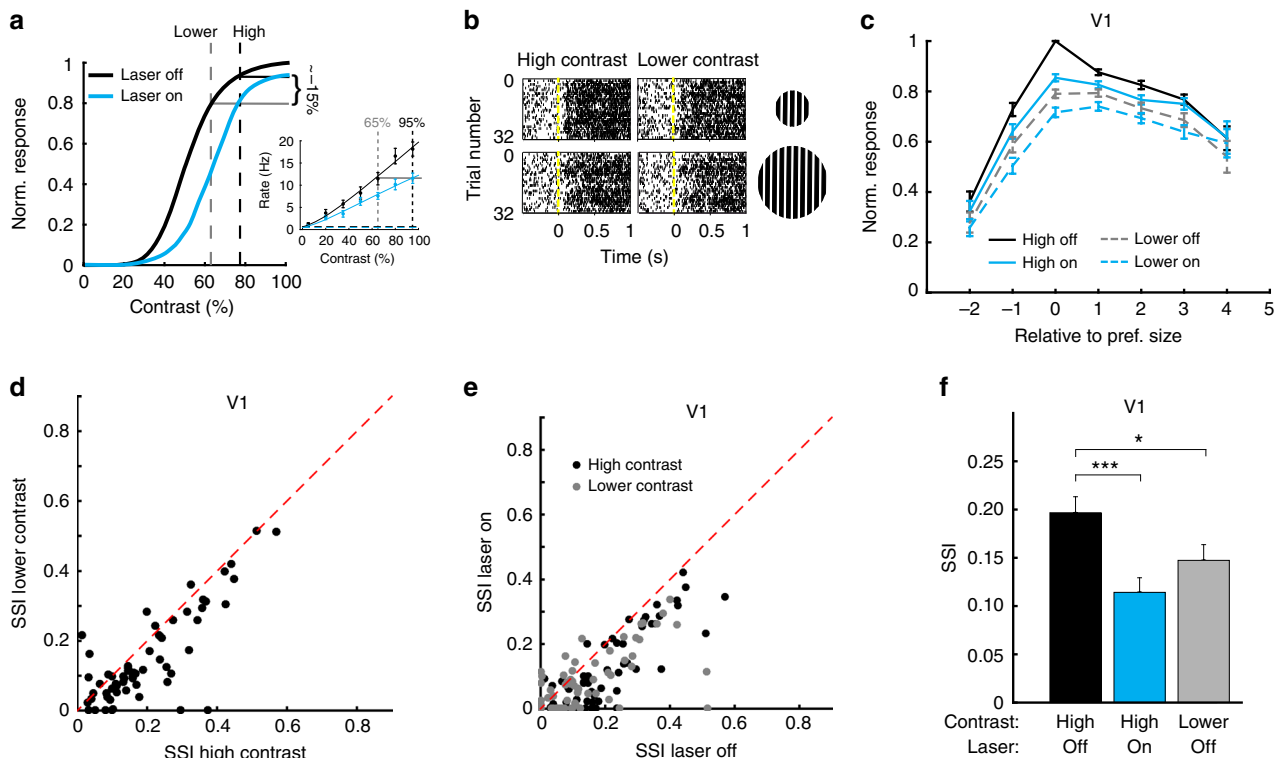 a
Lower
High
Norm. response
1
0.8
0.6
0.4
0.2
0
Laser off
Laser on
~–15%
0
20
40
60
80
100
Contrast (%)
65%
95%
Rate (Hz)
20
15
10
5
0
0
20
40
60
80
100
Contrast (%)
b
High contrast
Lower contrast
Trial number
0
32
0
32
0
0.5
1
0
0.5
1
Time (s)
c
V1
Norm. response
1
0.8
0.6
0.4
0.2
0
High off
High on
Lower off
Lower on
–2
–1
0
1
2
3
4
5
Relative to pref. size
d
V1
SSI lower contrast
0.8
0.6
0.4
0.2
0
0
0.2
0.4
0.6
0.8
SSI high contrast
e
V1
SSI laser on
0.8
0.6
0.4
0.2
0
High contrast
Lower contrast
0
0.2
0.4
0.6
0.8
SSI laser off
f
V1
SSI
0.25
0.20
0.15
0.10
0.05
0
*
***
Contrast: High High Lower
Laser: Off On Off